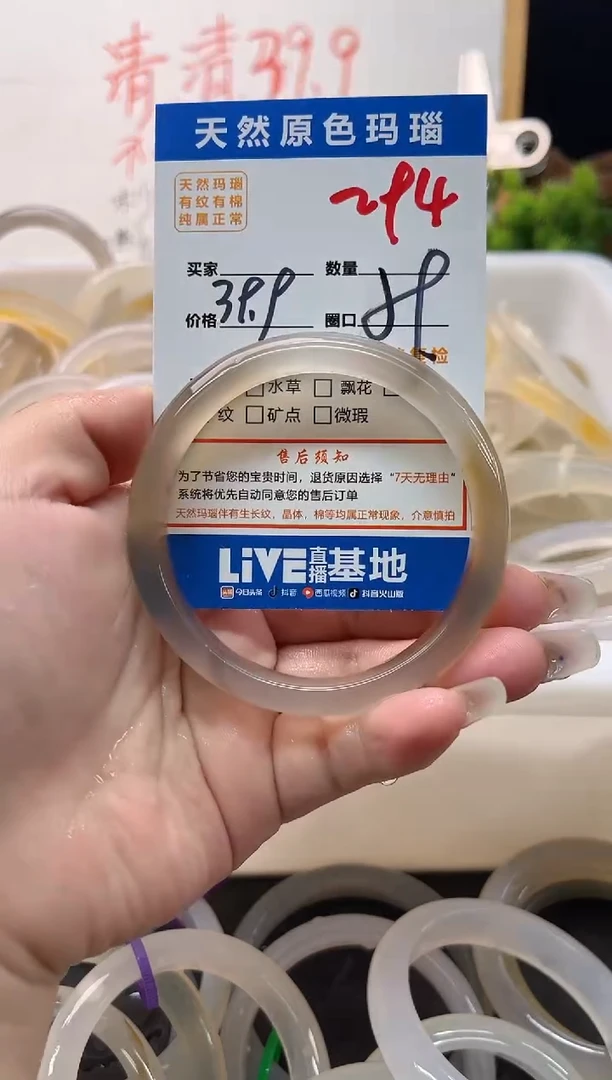 清清39.9
天然原色玛瑙
天然玛瑙
有纹有棉
纯属正常
294
买家 数量
价格 39.9 圈口 58
水草 飘花
纹 矿点 微瑕
售后须知
为了节省您的宝贵时间，退货原因选择“7天无理由”
系统将优先自动同意您的售后订单
天然玛瑙伴有生长纹，晶体，棉等均属正常现象，介意慎拍
LiVE直播基地
头条 今日头条 抖音 西瓜视频 抖音火山版